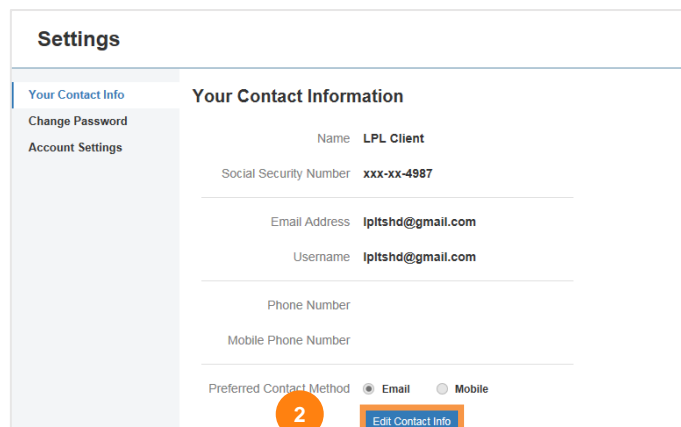 Settings
Your Contact Info
Change Password
Account Settings
Your Contact Information
Name LPL Client
Social Security Number xxx-xx-4987
Email Address lpltshd@gmail.com
Username lpltshd@gmail.com
Phone Number
Mobile Phone Number
Preferred Contact Method Email Mobile
2 Edit Contact Info